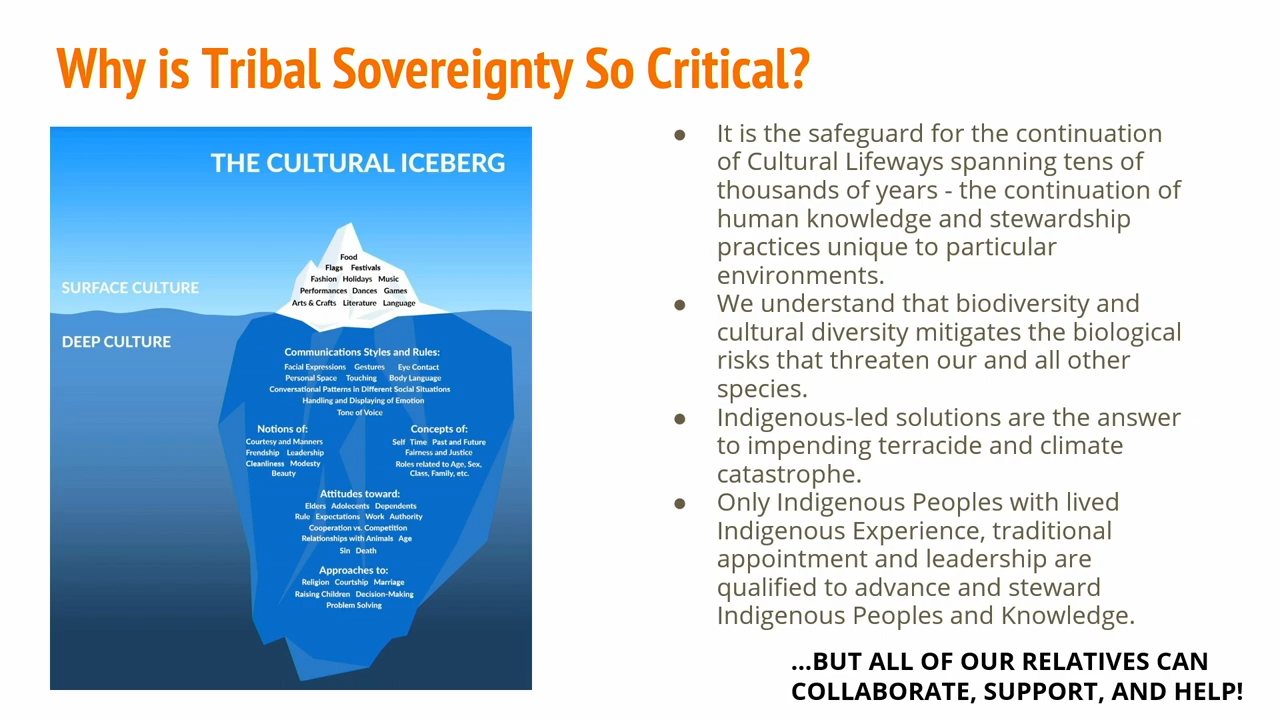 Why is Tribal Sovereignty So Critical?
THE CULTURAL ICEBERG
Food
Flags Festivals
Fashion Holidays Music
Performances Dances Games
Arts & Crafts Literature Language
SURFACE CULTURE
DEEP CULTURE
Communications Styles and Rules:
Facial Expressions Gestures Eye Contact
Personal Space Touching Body Language
Conversational Patterns in Different Social Situations
Handling and Displaying of Emotion
Tone of Voice
Notions of:
Courtesy and Manners
Frendship Leadership
Cleanliness Modesty
Beauty
Concepts of:
Self Time Past and Future
Fairness and Justice
Roles related to Age, Sex,
Class, Family, etc.
Attitudes toward:
Elders Adolecents Dependents
Rule Expectations Work Authority
Cooperation vs. Competition
Relationships with Animals Age
Sin Death
Approaches to:
Religion Courtship Marriage
Raising Children Decision-Making
Problem Solving
● It is the safeguard for the continuation
of Cultural Lifeways spanning tens of
thousands of years - the continuation of
human knowledge and stewardship
practices unique to particular
environments.
● We understand that biodiversity and
cultural diversity mitigates the biological
risks that threaten our and all other
species.
● Indigenous-led solutions are the answer
to impending terracide and climate
catastrophe.
● Only Indigenous Peoples with lived
Indigenous Experience, traditional
appointment and leadership are
qualified to advance and steward
Indigenous Peoples and Knowledge.
...BUT ALL OF OUR RELATIVES CAN
COLLABORATE, SUPPORT, AND HELP!